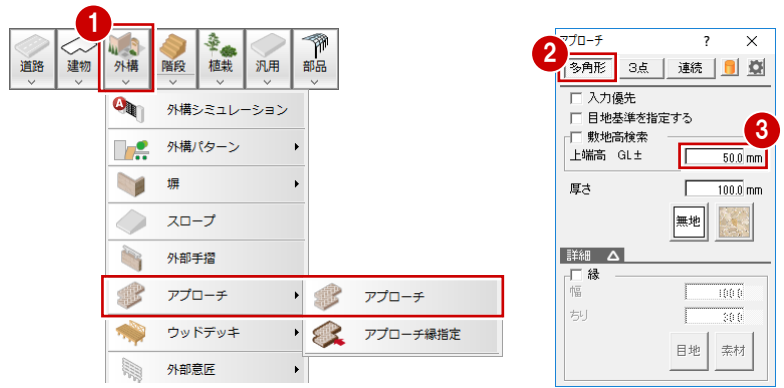 1
道路 建物 外構 階段 植栽 汎用 部品
外構シミュレーション
外構パターン
塀
スロープ
外部手摺
アプローチ
アプローチ
ウッドデッキ
アプローチ縁指定
外部意匠
アプローチ ? ×
2
多角形 3点 連続
入力優先
目地基準を指定する
敷地高検索
3
上端高 GL± 50.0 mm
厚さ 100.0 mm
無地
詳細
縁
幅 100.0
ちり 30.0
目地 素材